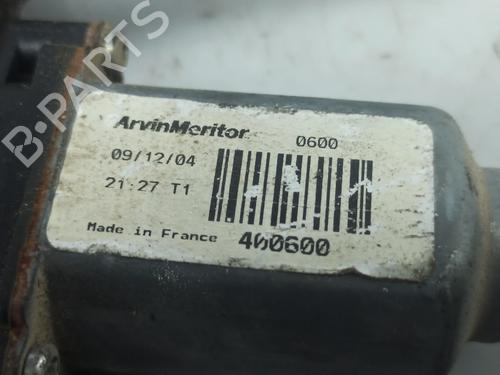 ArvinMeritor 0600
09/12/04
21:27 T1
Made in France 400600
B-PARTS